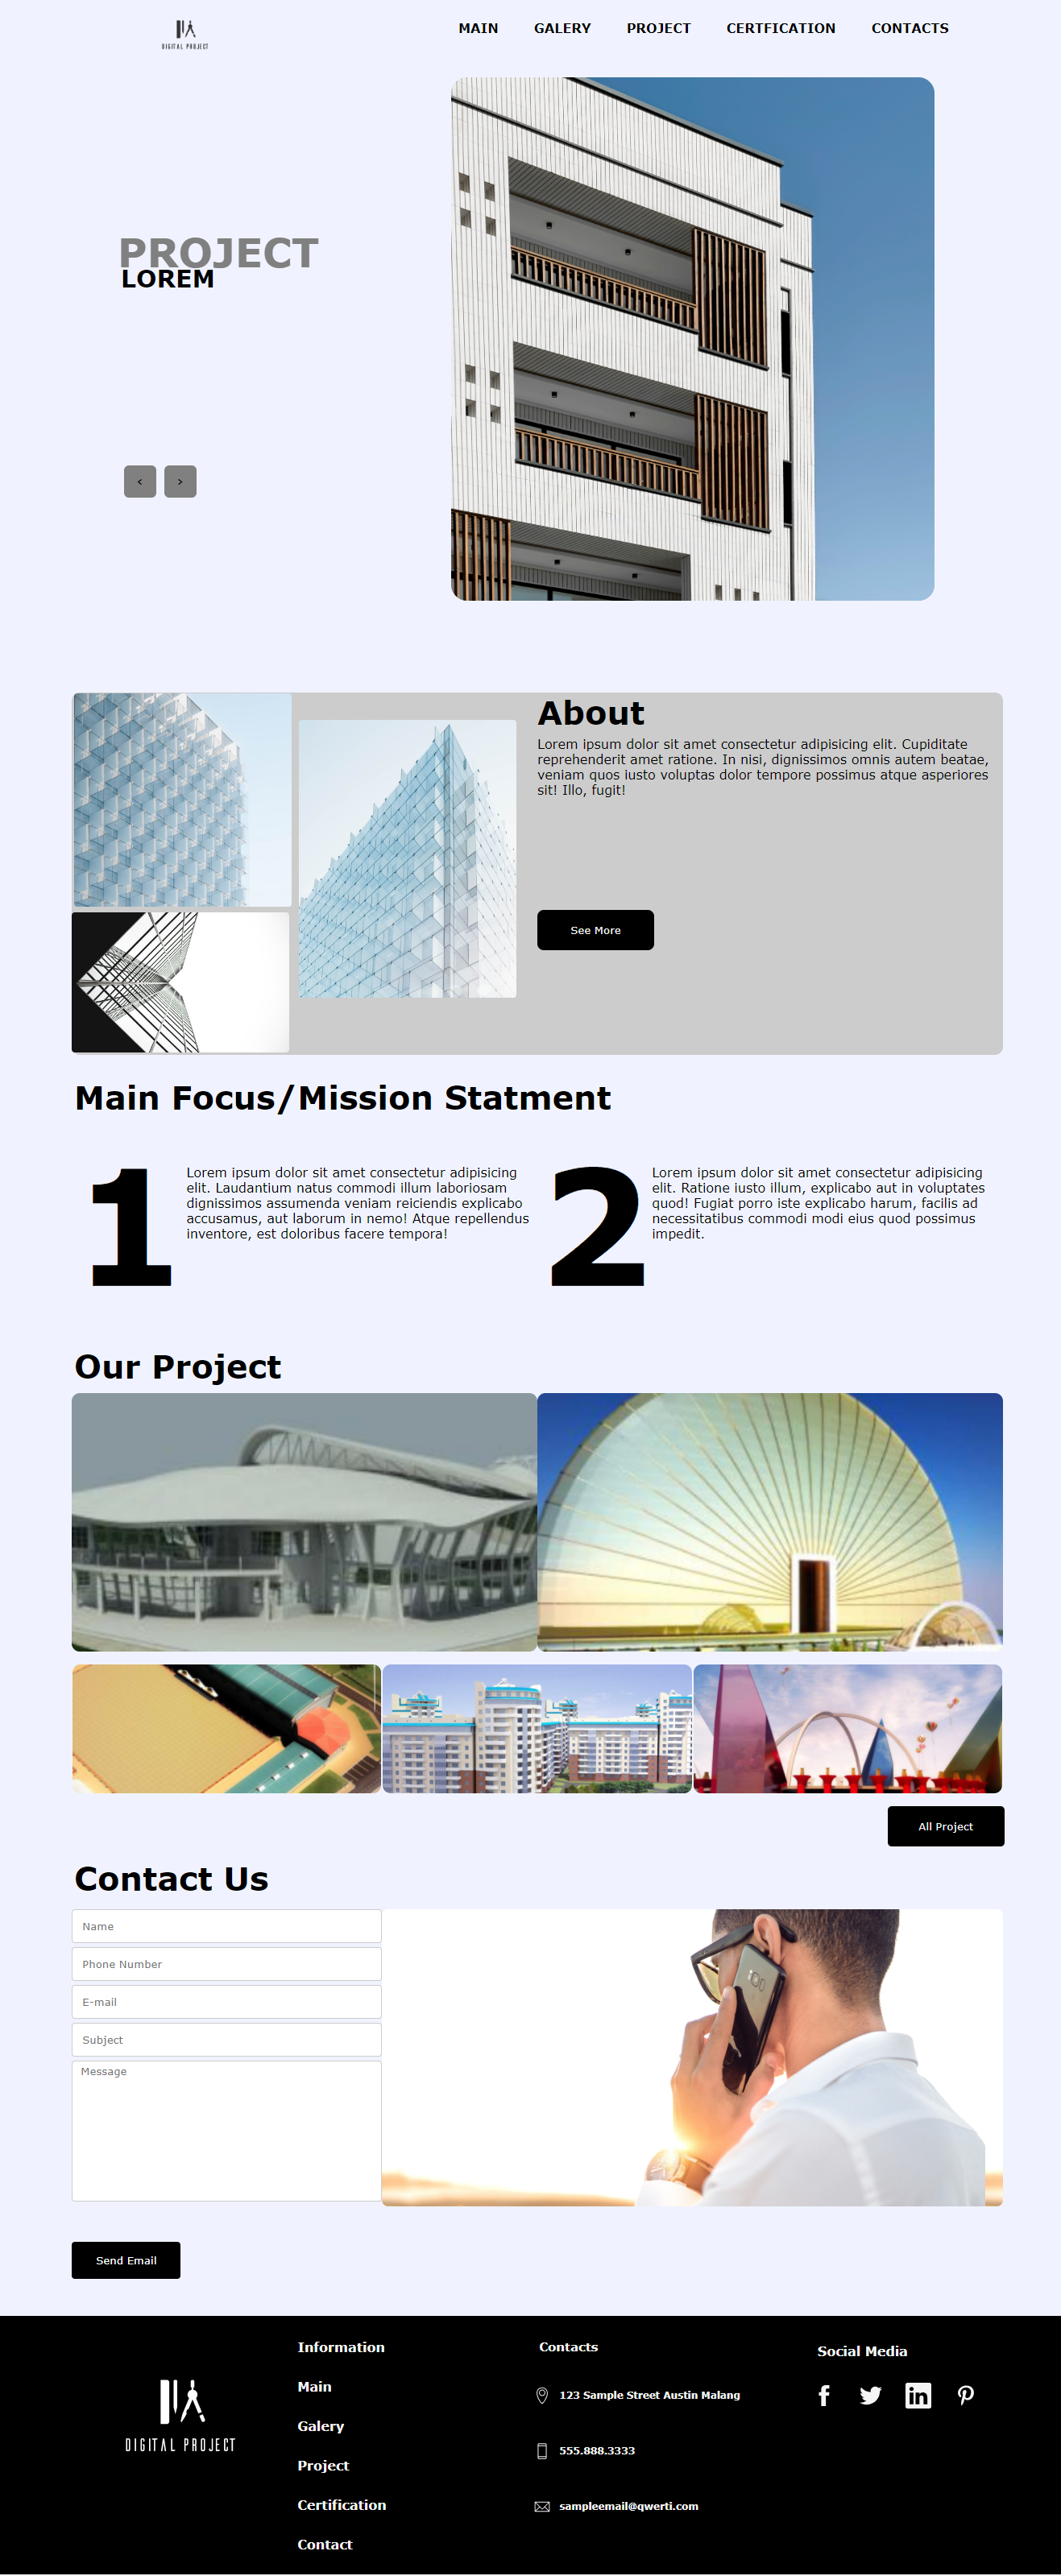 DIGITAL PROJECT
MAIN GALERY PROJECT CERTFICATION CONTACTS
PROJECT
LOREM
‹ ›
About
Lorem ipsum dolor sit amet consectetur adipisicing elit. Cupiditate
reprehenderit amet ratione. In nisi, dignissimos omnis autem beatae,
veniam quos iusto voluptas dolor tempore possimus atque asperiores
sit! Illo, fugit!
See More
Main Focus/Mission Statment
1
Lorem ipsum dolor sit amet consectetur adipisicing
elit. Laudantium natus commodi illum laboriosam
dignissimos assumenda veniam reiciendis explicabo
accusamus, aut laborum in nemo! Atque repellendus
inventore, est doloribus facere tempora!
2
Lorem ipsum dolor sit amet consectetur adipisicing
elit. Ratione iusto illum, explicabo aut in voluptates
quod! Fugiat porro iste explicabo harum, facilis ad
necessitatibus commodi modi eius quod possimus
impedit.
Our Project
All Project
Contact Us
Name
Phone Number
E-mail
Subject
Message
Send Email
DIGITAL PROJECT
Information
Main
Galery
Project
Certification
Contact
Contacts
123 Sample Street Austin Malang
555.888.3333
sampleemail@qwerti.com
Social Media